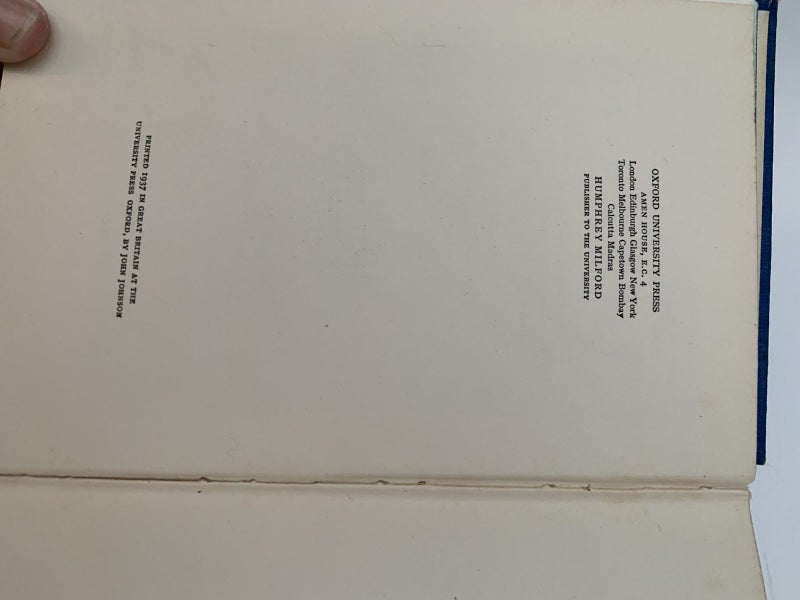 OXFORD UNIVERSITY PRESS
AMEN HOUSE, E.C. 4
London Edinburgh Glasgow New York
Toronto Melbourne Capetown Bombay
Calcutta Madras
HUMPHREY MILFORD
PUBLISHER TO THE UNIVERSITY
PRINTED 1937 IN GREAT BRITAIN AT THE
UNIVERSITY PRESS OXFORD, BY JOHN JOHNSON